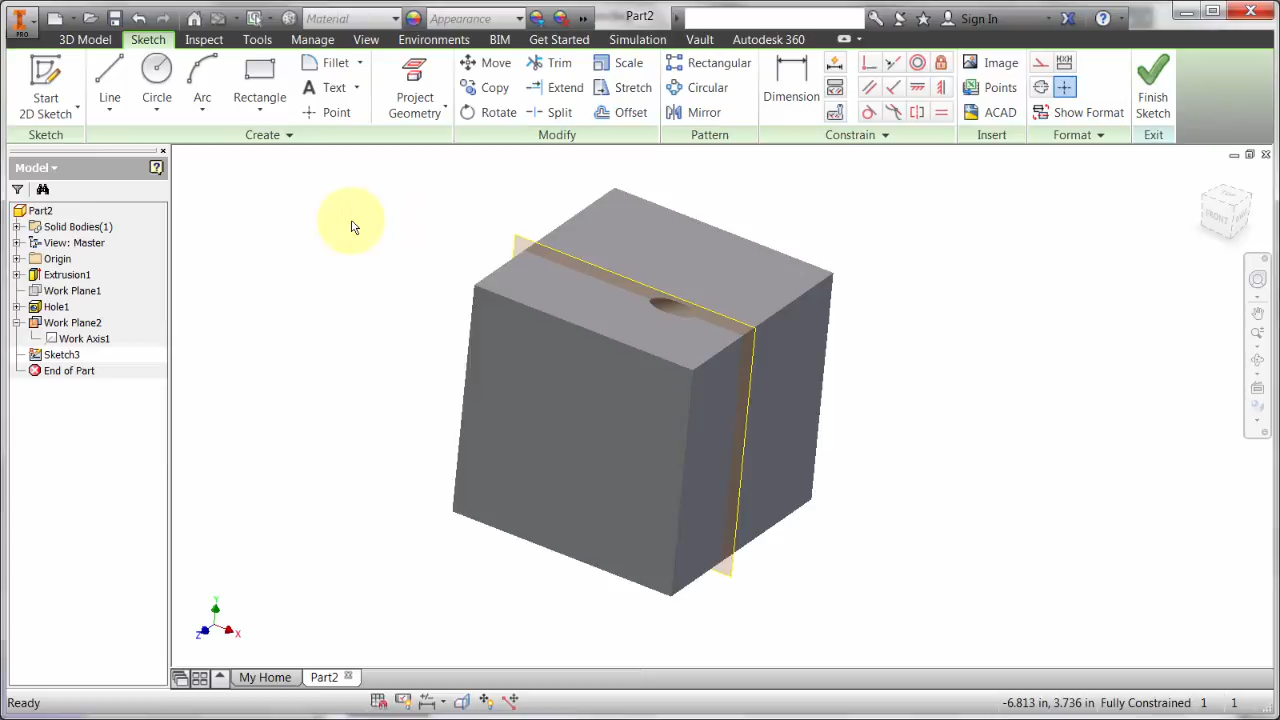 PRO
Material
Appearance
Part2
Sign In
3D Model
Sketch
Inspect
Tools
Manage
View
Environments
BIM
Get Started
Simulation
Vault
Autodesk 360
Start
2D Sketch
Line
Circle
Arc
Rectangle
Fillet
Text
Point
Project
Geometry
Move
Copy
Rotate
Trim
Extend
Split
Scale
Stretch
Offset
Rectangular
Circular
Mirror
Dimension
Image
Points
ACAD
Show Format
Finish
Sketch
Sketch
Create
Modify
Pattern
Constrain
Insert
Format
Exit
Model
Part2
Solid Bodies(1)
View: Master
Origin
Extrusion1
Work Plane1
Hole1
Work Plane2
Work Axis1
Sketch3
End of Part
TOP
FRONT
RIGHT
Y
Z
X
My Home
Part2
Ready
-6.813 in, 3.736 in Fully Constrained
1
1